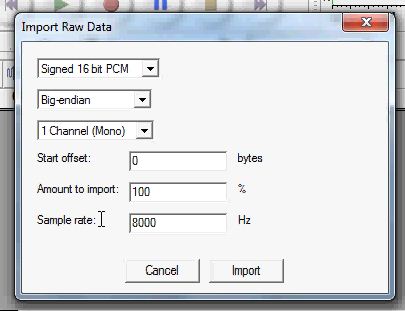 Import Raw Data
Signed 16 bit PCM
Big-endian
1 Channel (Mono)
Start offset: 0 bytes
Amount to import: 100 %
Sample rate: 8000 Hz
Cancel Import